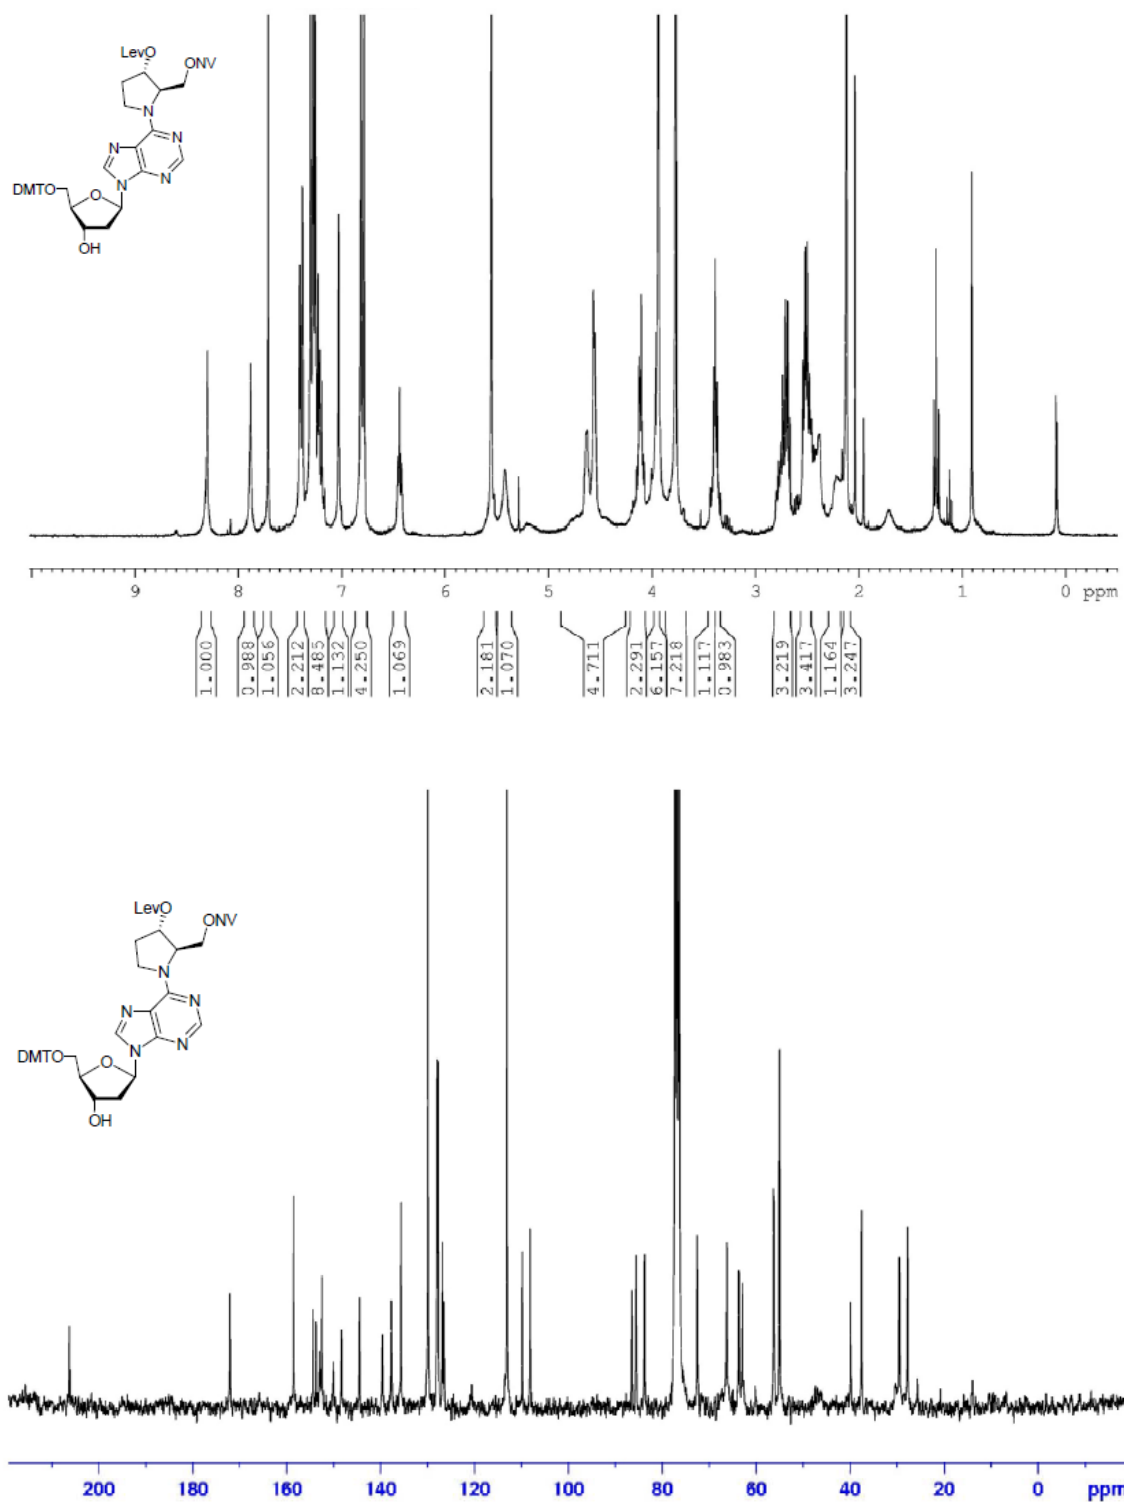 LevO
ONV
N
N
N
N
N
DMTO
O
OH
9 8 7 6 5 4 3 2 1 0 ppm
1.000 0.988 1.056 2.212 8.485 1.132 4.250 1.069 2.181 1.070 4.711 2.291 6.157 7.218 1.117 0.983 3.219 3.417 1.164 3.247
LevO
ONV
N
N
N
N
N
DMTO
O
OH
200 180 160 140 120 100 80 60 40 20 0 ppm